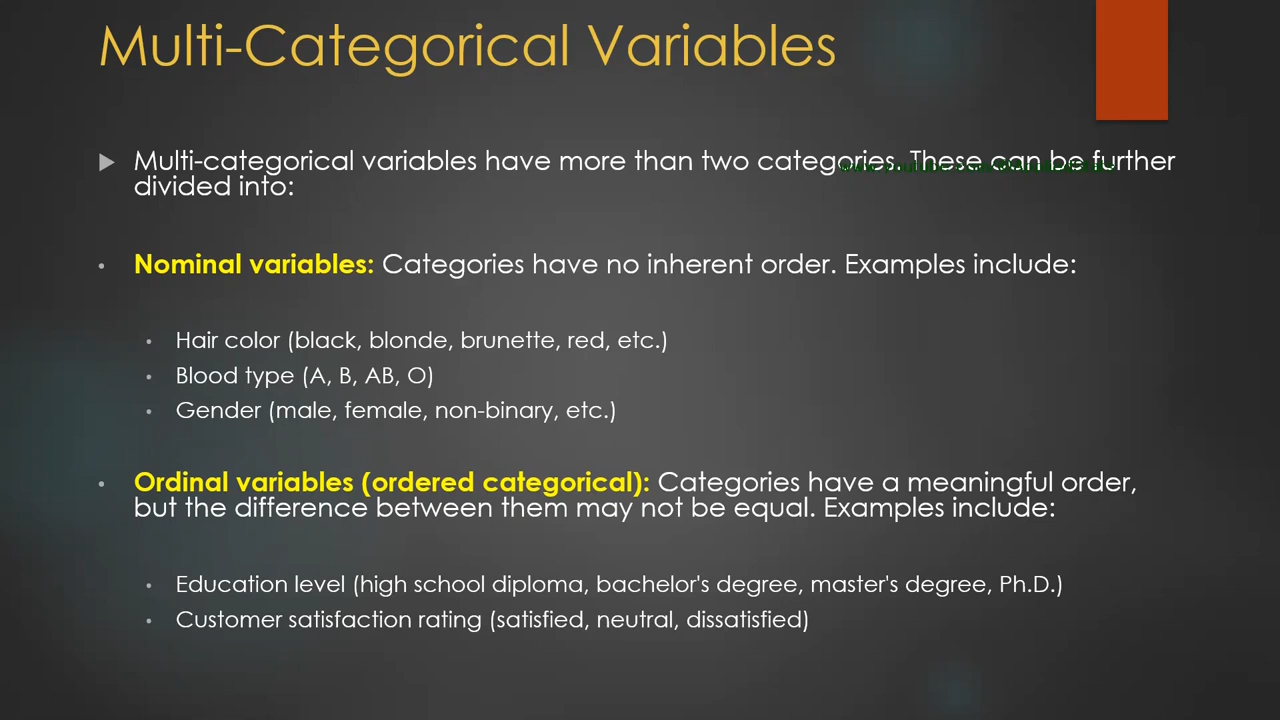 Multi-Categorical Variables
Multi-categorical variables have more than two categories. These can be further
divided into:
Nominal variables: Categories have no inherent order. Examples include:
Hair color (black, blonde, brunette, red, etc.)
Blood type (A, B, AB, O)
Gender (male, female, non-binary, etc.)
Ordinal variables (ordered categorical): Categories have a meaningful order,
but the difference between them may not be equal. Examples include:
Education level (high school diploma, bachelor's degree, master's degree, Ph.D.)
Customer satisfaction rating (satisfied, neutral, dissatisfied)